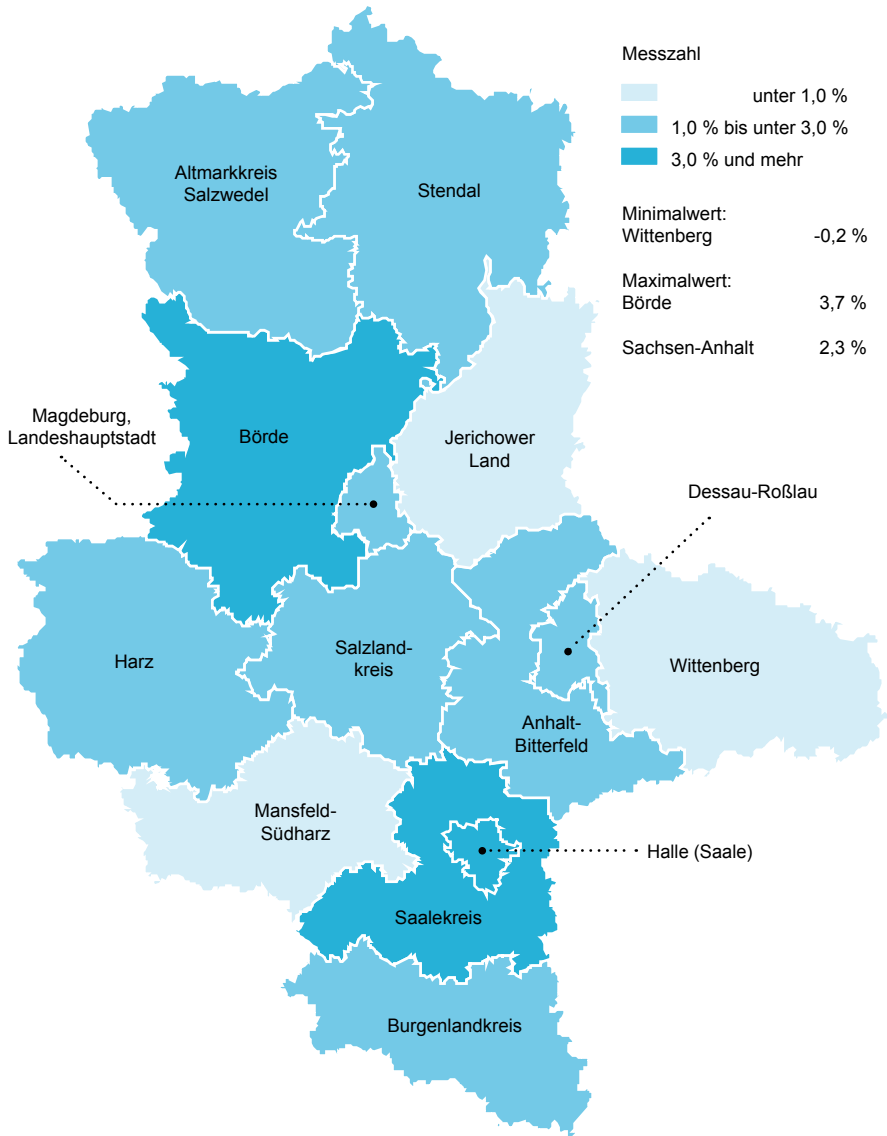 Messzahl
unter 1,0 %
1,0 % bis unter 3,0 %
3,0 % und mehr
Minimalwert:
Wittenberg -0,2 %
Maximalwert:
Börde 3,7 %
Sachsen-Anhalt 2,3 %
Altmarkkreis
Salzwedel
Stendal
Magdeburg,
Landeshauptstadt
Börde
Jerichower
Land
Dessau-Roßlau
Harz
Salzland-
kreis
Wittenberg
Anhalt-
Bitterfeld
Mansfeld-
Südharz
Halle (Saale)
Saalekreis
Burgenlandkreis